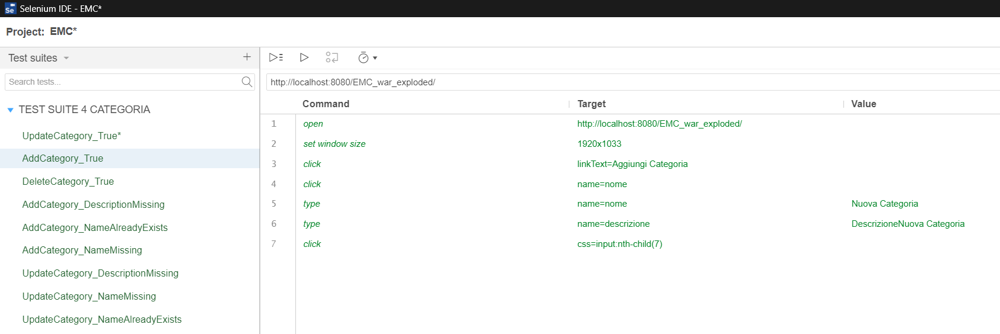 Se Selenium IDE - EMC*
Project: EMC*
Test suites
Search tests...
TEST SUITE 4 CATEGORIA
UpdateCategory_True*
AddCategory_True
DeleteCategory_True
AddCategory_DescriptionMissing
AddCategory_NameAlreadyExists
AddCategory_NameMissing
UpdateCategory_DescriptionMissing
UpdateCategory_NameMissing
UpdateCategory_NameAlreadyExists
http://localhost:8080/EMC_war_exploded/
Command Target Value
1 open http://localhost:8080/EMC_war_exploded/
2 set window size 1920x1033
3 click linkText=Aggiungi Categoria
4 click name=nome
5 type name=nome Nuova Categoria
6 type name=descrizione DescrizioneNuova Categoria
7 click css=input:nth-child(7)